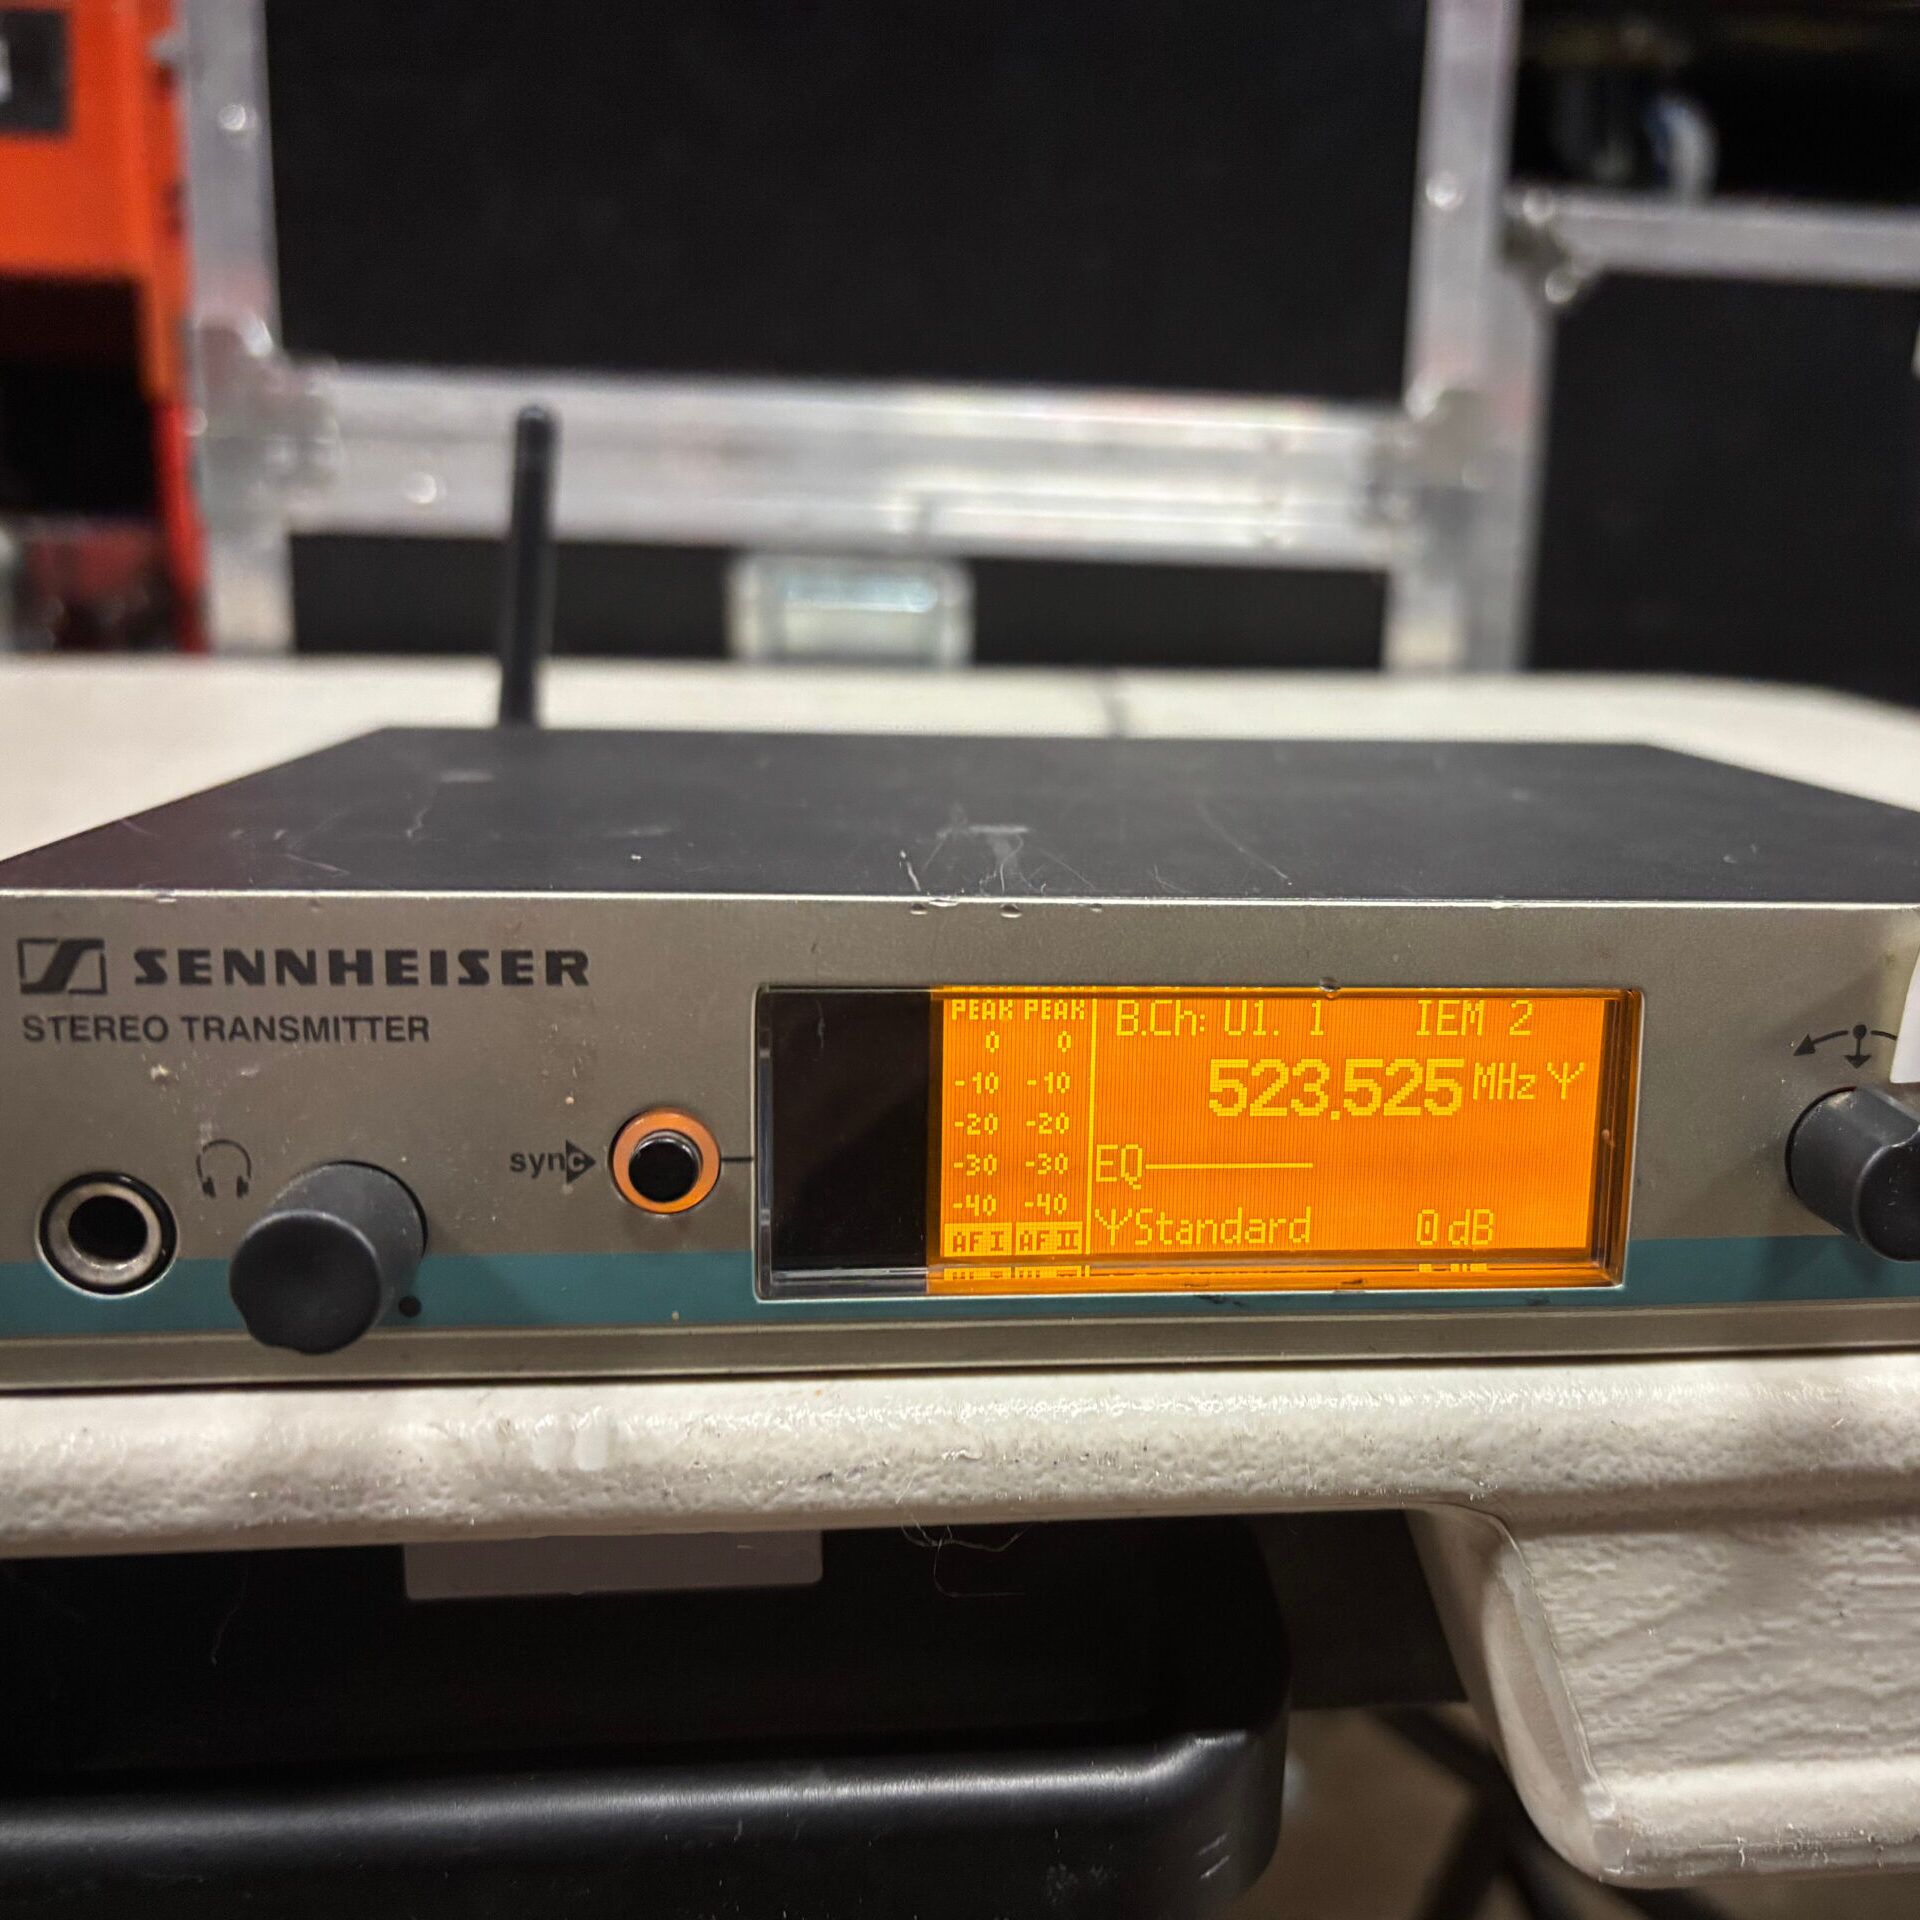 SENNHEISER
STEREO TRANSMITTER
sync
PEAK PEAK
0 0
-10 -10
-20 -20
-30 -30
-40 -40
AF I AF II
B.Ch: U1. 1 IEM 2
523.525 MHz
EQ
Standard 0 dB